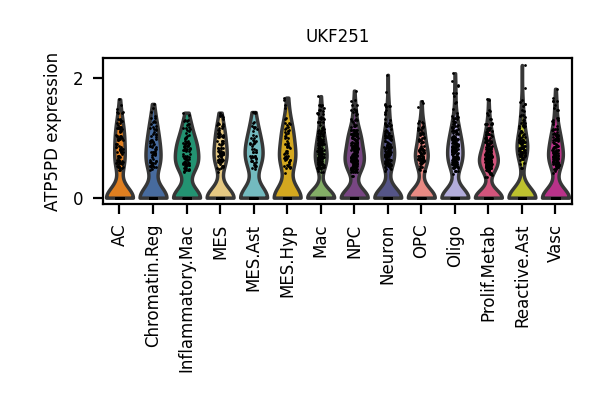 UKF251
ATP5PD expression
2
0
AC
Chromatin.Reg
Inflammatory.Mac
MES
MES.Ast
MES.Hyp
Mac
NPC
Neuron
OPC
Oligo
Prolif.Metab
Reactive.Ast
Vasc